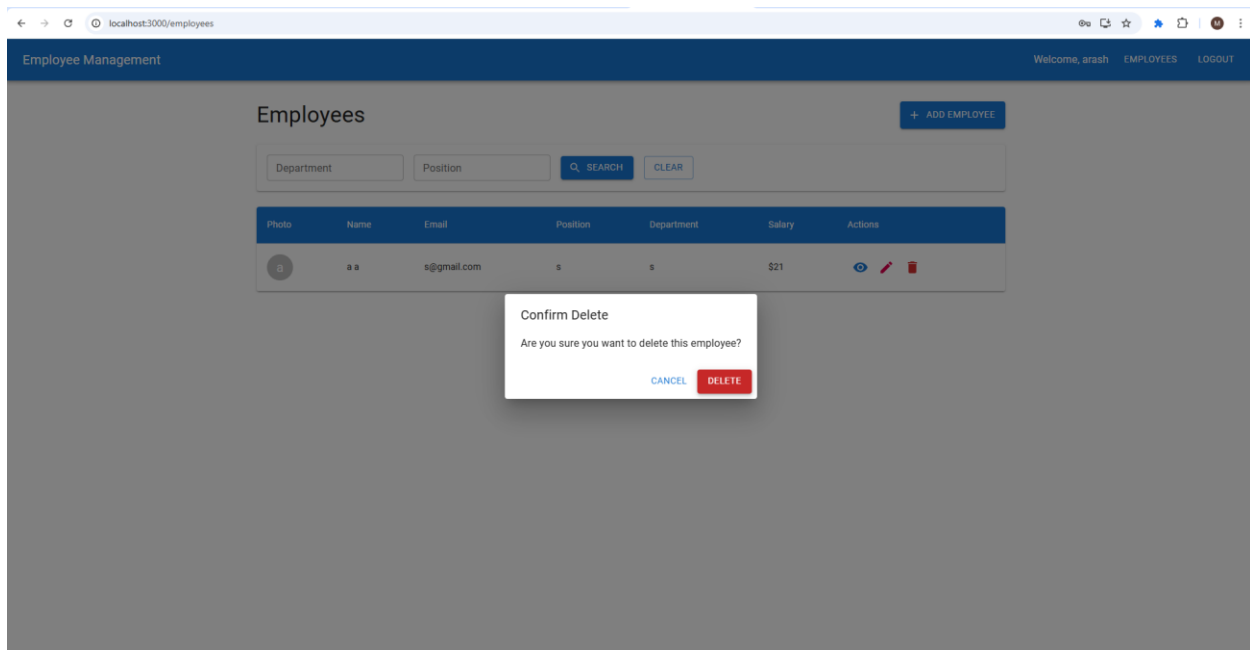 localhost:3000/employees
M
Employee Management
Welcome, arash EMPLOYEES LOGOUT
Employees
+ ADD EMPLOYEE
Department Position SEARCH CLEAR
Photo Name Email Position Department Salary Actions
a a a s@gmail.com s s $21
Confirm Delete
Are you sure you want to delete this employee?
CANCEL DELETE